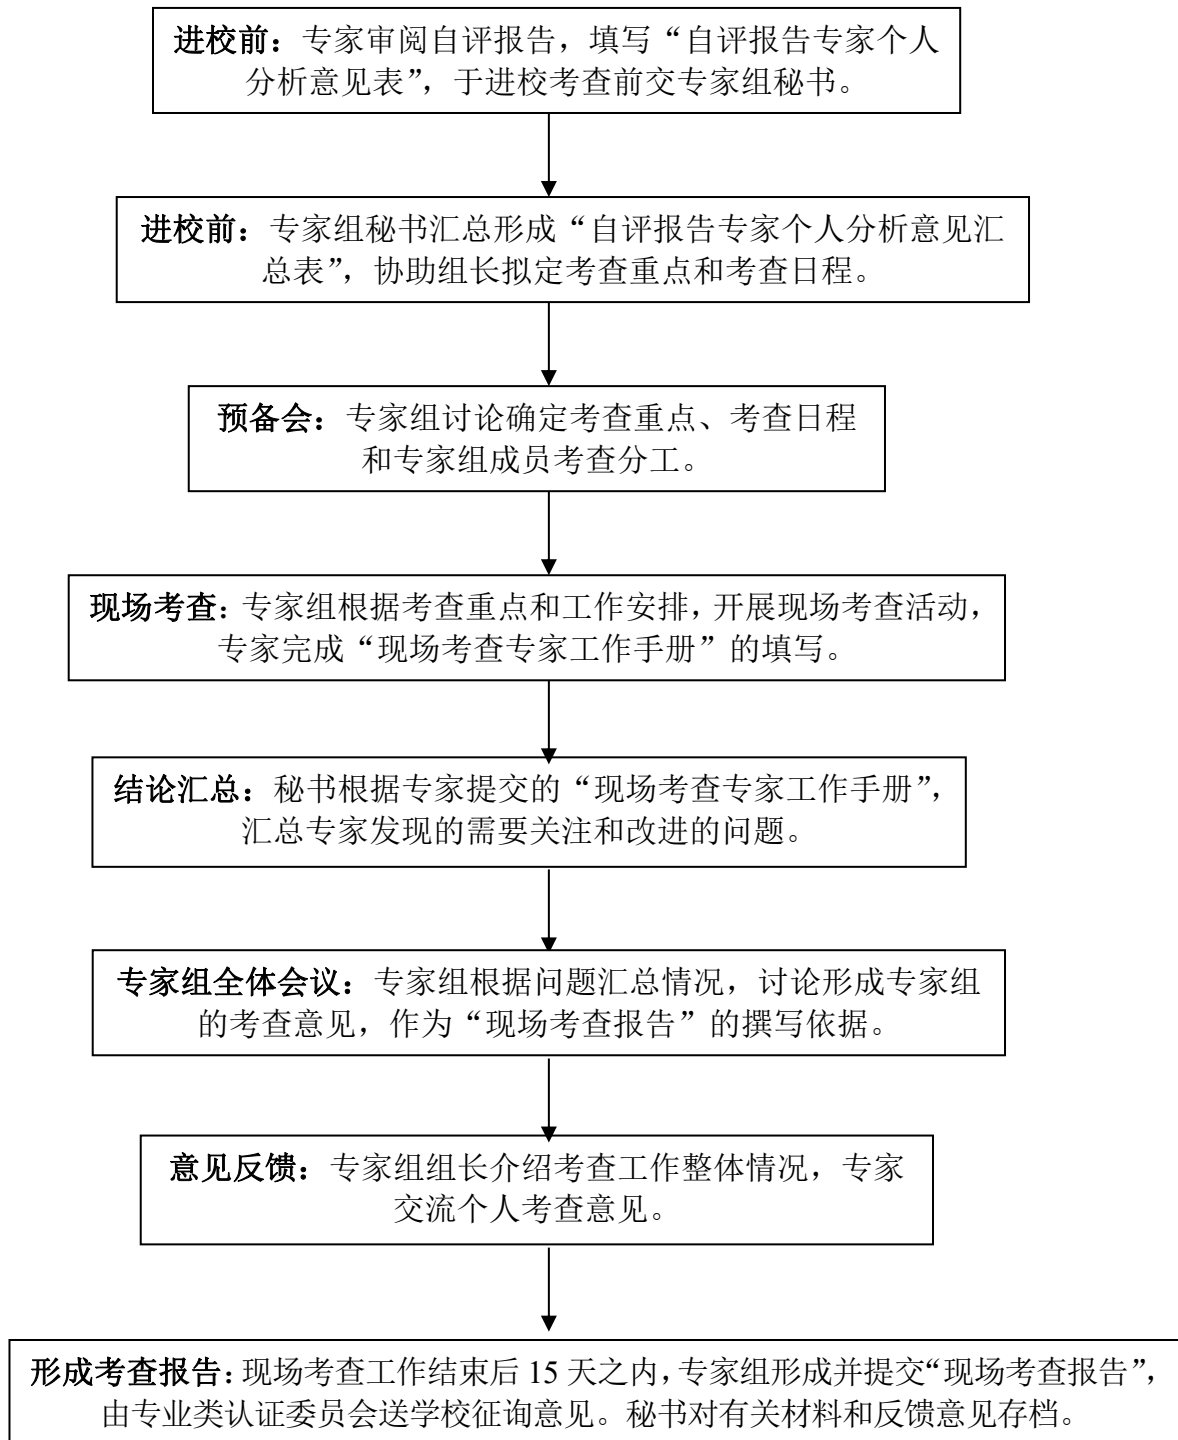 进校前：专家审阅自评报告，填写“自评报告专家个人
分析意见表”，于进校考查前交专家组秘书。
进校前：专家组秘书汇总形成“自评报告专家个人分析意见汇
总表”，协助组长拟定考查重点和考查日程。
预备会：专家组讨论确定考查重点、考查日程
和专家组成员考查分工。
现场考查：专家组根据考查重点和工作安排，开展现场考查活动，
专家完成“现场考查专家工作手册”的填写。
结论汇总：秘书根据专家提交的“现场考查专家工作手册”，
汇总专家发现的需要关注和改进的问题。
专家组全体会议：专家组根据问题汇总情况，讨论形成专家组
的考查意见，作为“现场考查报告”的撰写依据。
意见反馈：专家组组长介绍考查工作整体情况，专家
交流个人考查意见。
形成考查报告：现场考查工作结束后 15 天之内，专家组形成并提交“现场考查报告”，
由专业类认证委员会送学校征询意见。秘书对有关材料和反馈意见存档。